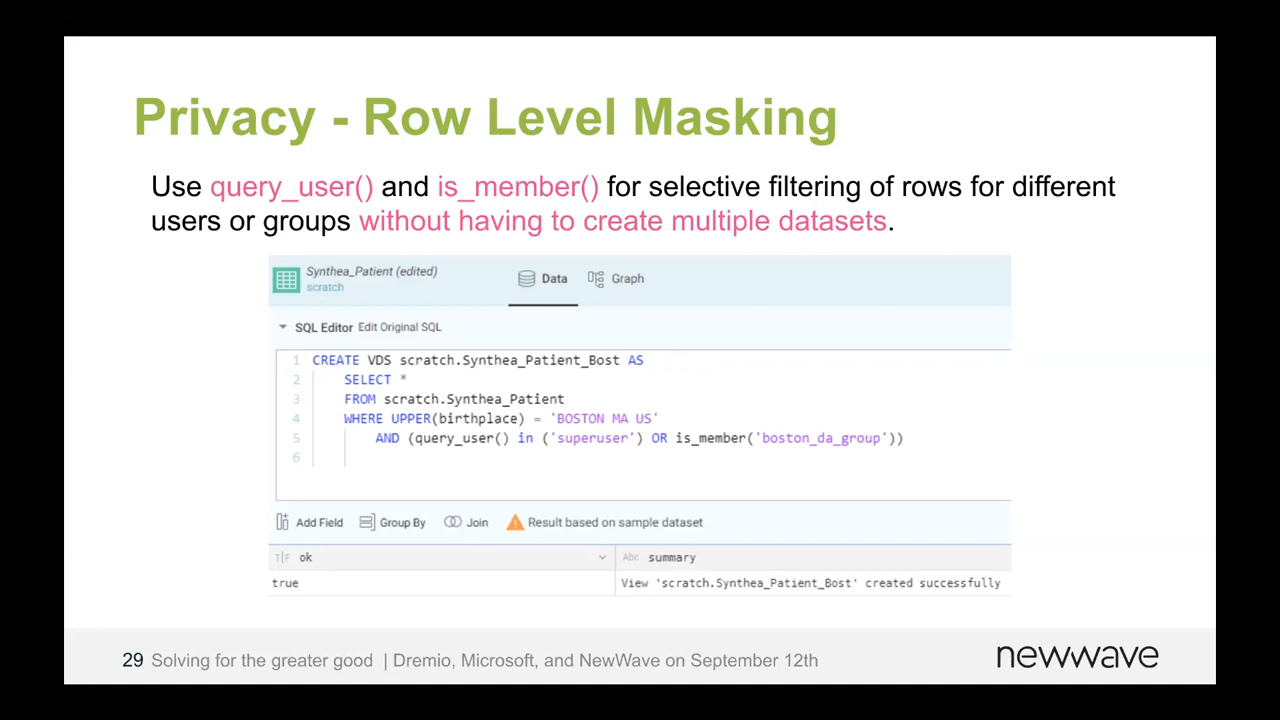 Privacy - Row Level Masking
Use query_user() and is_member() for selective filtering of rows for different
users or groups without having to create multiple datasets.
Synthea_Patient (edited)
scratch
Data
Graph
SQL Editor Edit Original SQL
1 CREATE VDS scratch.Synthea_Patient_Bost AS
2 SELECT *
3 FROM scratch.Synthea_Patient
4 WHERE UPPER(birthplace) = 'BOSTON MA US'
5 AND (query_user() in ('superuser') OR is_member('boston_da_group'))
6
Add Field Group By Join Result based on sample dataset
T|F ok Abc summary
true View 'scratch.Synthea_Patient_Bost' created successfully
29 Solving for the greater good | Dremio, Microsoft, and NewWave on September 12th
newwave